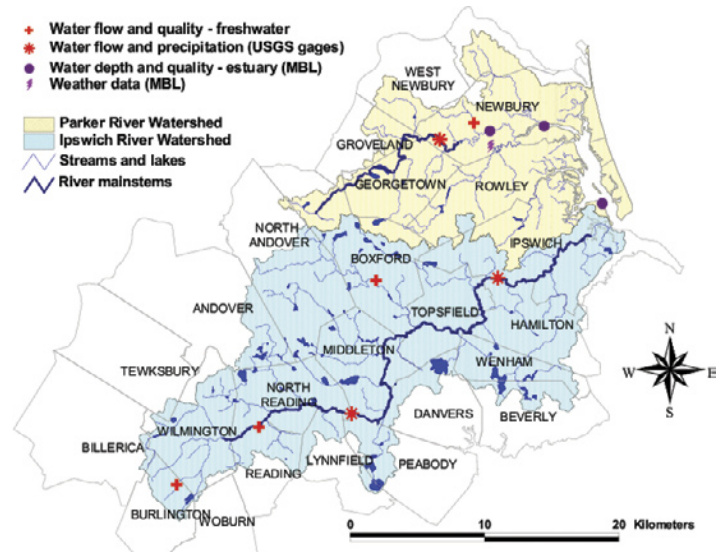 Water flow and quality - freshwater
Water flow and precipitation (USGS gages)
Water depth and quality - estuary (MBL)
Weather data (MBL)
Parker River Watershed
Ipswich River Watershed
Streams and lakes
River mainstems
WEST
NEWBURY
NEWBURY
GROVELAND
GEORGETOWN
ROWLEY
NORTH
ANDOVER
IPSWICH
BOXFORD
ANDOVER
TOPSFIELD
HAMILTON
MIDDLETON
TEWKSBURY
WENHAM
NORTH
READING
DANVERS
BEVERLY
WILMINGTON
BILLERICA
READING
LYNNFIELD
PEABODY
BURLINGTON
WOBURN
N
W E
S
0 10 20 Kilometers